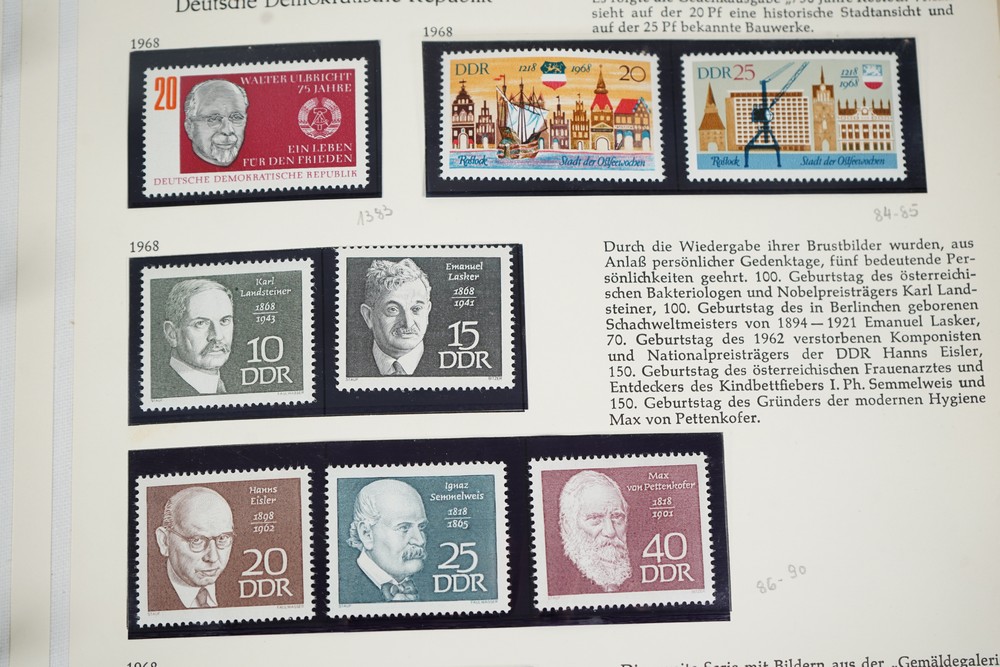 Deutsche Demokratische Republik
sieht auf der 20 Pf eine historische Stadtansicht und
auf der 25 Pf bekannte Bauwerke.
1968
20
WALTER ULBRICHT
75 JAHRE
EIN LEBEN
FÜR DEN FRIEDEN
DEUTSCHE DEMOKRATISCHE REPUBLIK
1383
1968
DDR 1218 1968 20
Rostock Stadt der Ostseewochen
DDR 25 1218
1968
Rostock Stadt der Ostseewochen
84-85
1968
Karl
Landsteiner
1868
1943
10
DDR
Emanuel
Lasker
1868
1941
15
DDR
Durch die Wiedergabe ihrer Brustbilder wurden, aus
Anlaß persönlicher Gedenktage, fünf bedeutende Per-
sönlichkeiten geehrt. 100. Geburtstag des österreichi-
schen Bakteriologen und Nobelpreisträgers Karl Land-
steiner, 100. Geburtstag des in Berlinchen geborenen
Schachweltmeisters von 1894 — 1921 Emanuel Lasker,
70. Geburtstag des 1962 verstorbenen Komponisten
und Nationalpreisträgers der DDR Hanns Eisler,
150. Geburtstag des österreichischen Frauenarztes und
Entdeckers des Kindbettfiebers I. Ph. Semmelweis und
150. Geburtstag des Gründers der modernen Hygiene
Max von Pettenkofer.
Hanns
Eisler
1898
1962
20
DDR
Ignaz
Semmelweis
1818
1865
25
DDR
Max
von Pettenkofer
1818
1901
40
DDR
86-90
1968
Serie mit Bildern aus der „Gemäldegaleri